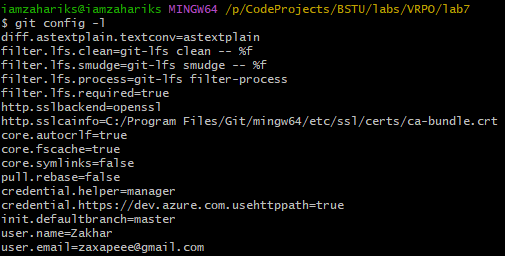 iamzahariks@iamzahariks MINGW64 /p/CodeProjects/BSTU/labs/VRPO/lab7
$ git config -l
diff.astextplain.textconv=astextplain
filter.lfs.clean=git-lfs clean -- %f
filter.lfs.smudge=git-lfs smudge -- %f
filter.lfs.process=git-lfs filter-process
filter.lfs.required=true
http.sslbackend=openssl
http.sslcainfo=C:/Program Files/Git/mingw64/etc/ssl/certs/ca-bundle.crt
core.autocrlf=true
core.fscache=true
core.symlinks=false
pull.rebase=false
credential.helper=manager
credential.https://dev.azure.com.usehttppath=true
init.defaultbranch=master
user.name=Zakhar
user.email=zaxapeee@gmail.com